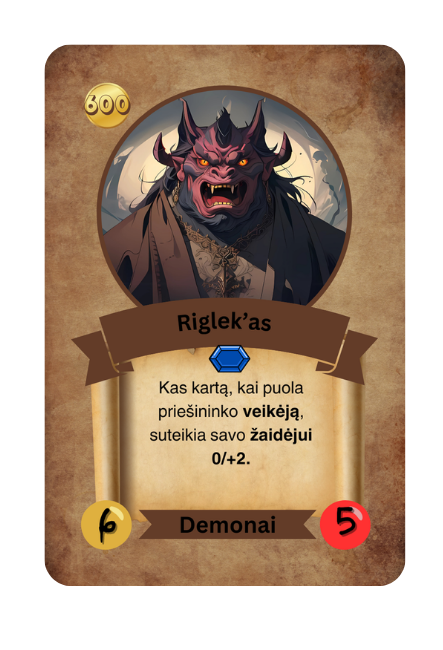 600
Riglek’as
Kas kartą, kai puola
priešininko veikėją,
suteikia savo žaidėjui
0/+2.
6 Demonai 5